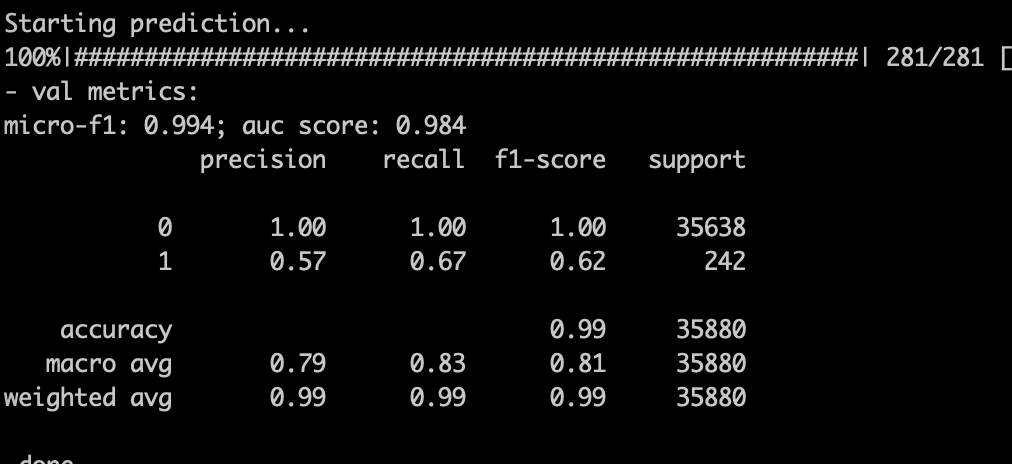 Starting prediction...
100%|########################################################| 281/281 [
- val metrics:
micro-f1: 0.994; auc score: 0.984
precision recall f1-score support
0 1.00 1.00 1.00 35638
1 0.57 0.67 0.62 242
accuracy 0.99 35880
macro avg 0.79 0.83 0.81 35880
weighted avg 0.99 0.99 0.99 35880
done